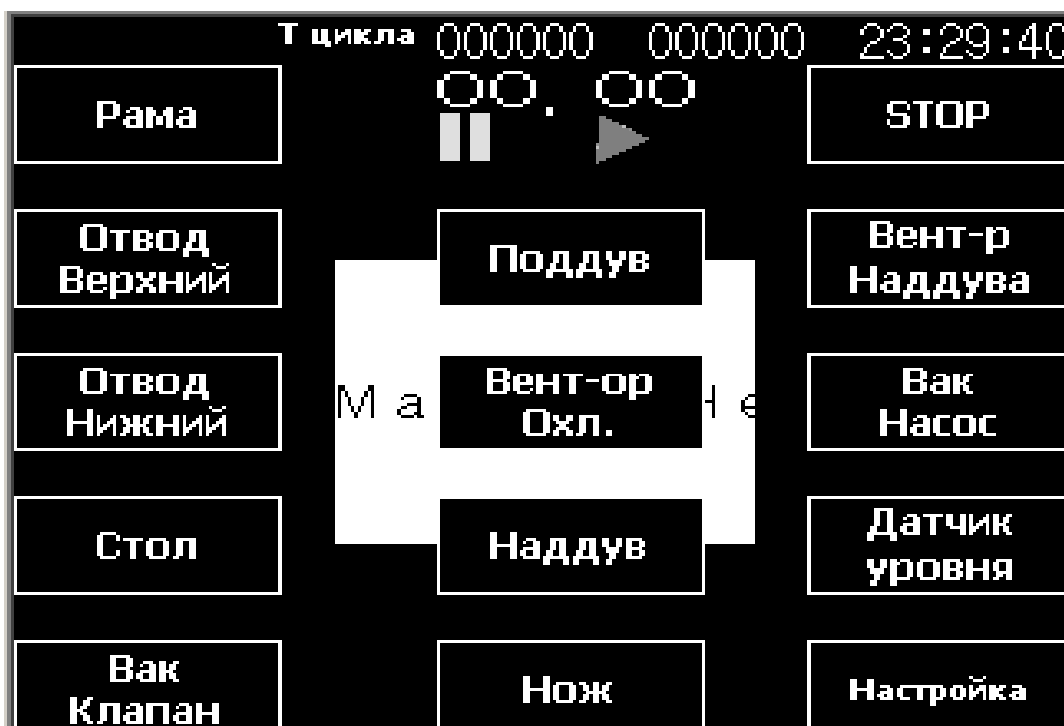 Т цикла 000000 000000 23:29:40
00.00
Рама
STOP
Отвод
Верхний
Поддув
Вент-р
Наддува
Отвод
Нижний
Вент-ор
Охл.
Вак
Насос
Стол
Наддув
Датчик
уровня
Вак
Клапан
Нож
Настройка